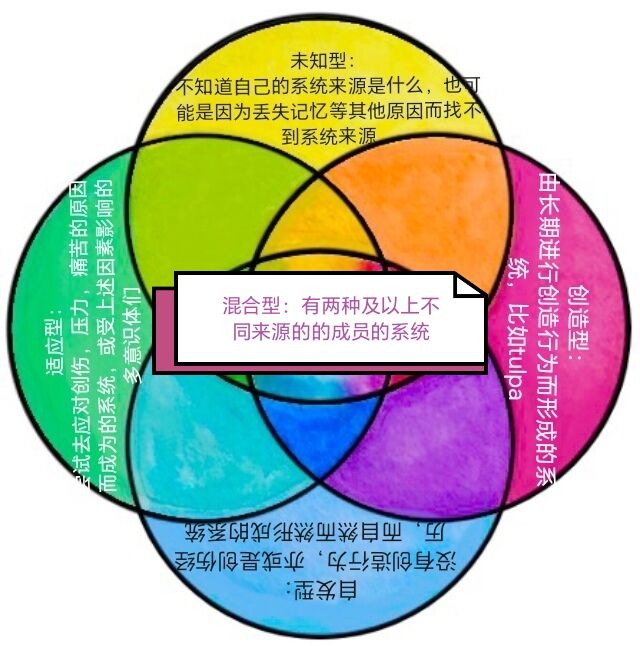 未知型：
不知道自己的系统来源是什么，也可
能是因为丢失记忆等其他原因而找不
到系统来源
适应型：
尝试去应对创伤，压力，痛苦的原因
而成为的系统，或受上述因素影响的
多意识体们
混合型：有两种及以上不
同来源的的成员的系统
创造型：
由长期进行创造行为而形成的系
统，比如tulpa
自发型：
没有创造行为，亦或是创伤经
历，而自然而然形成的系统